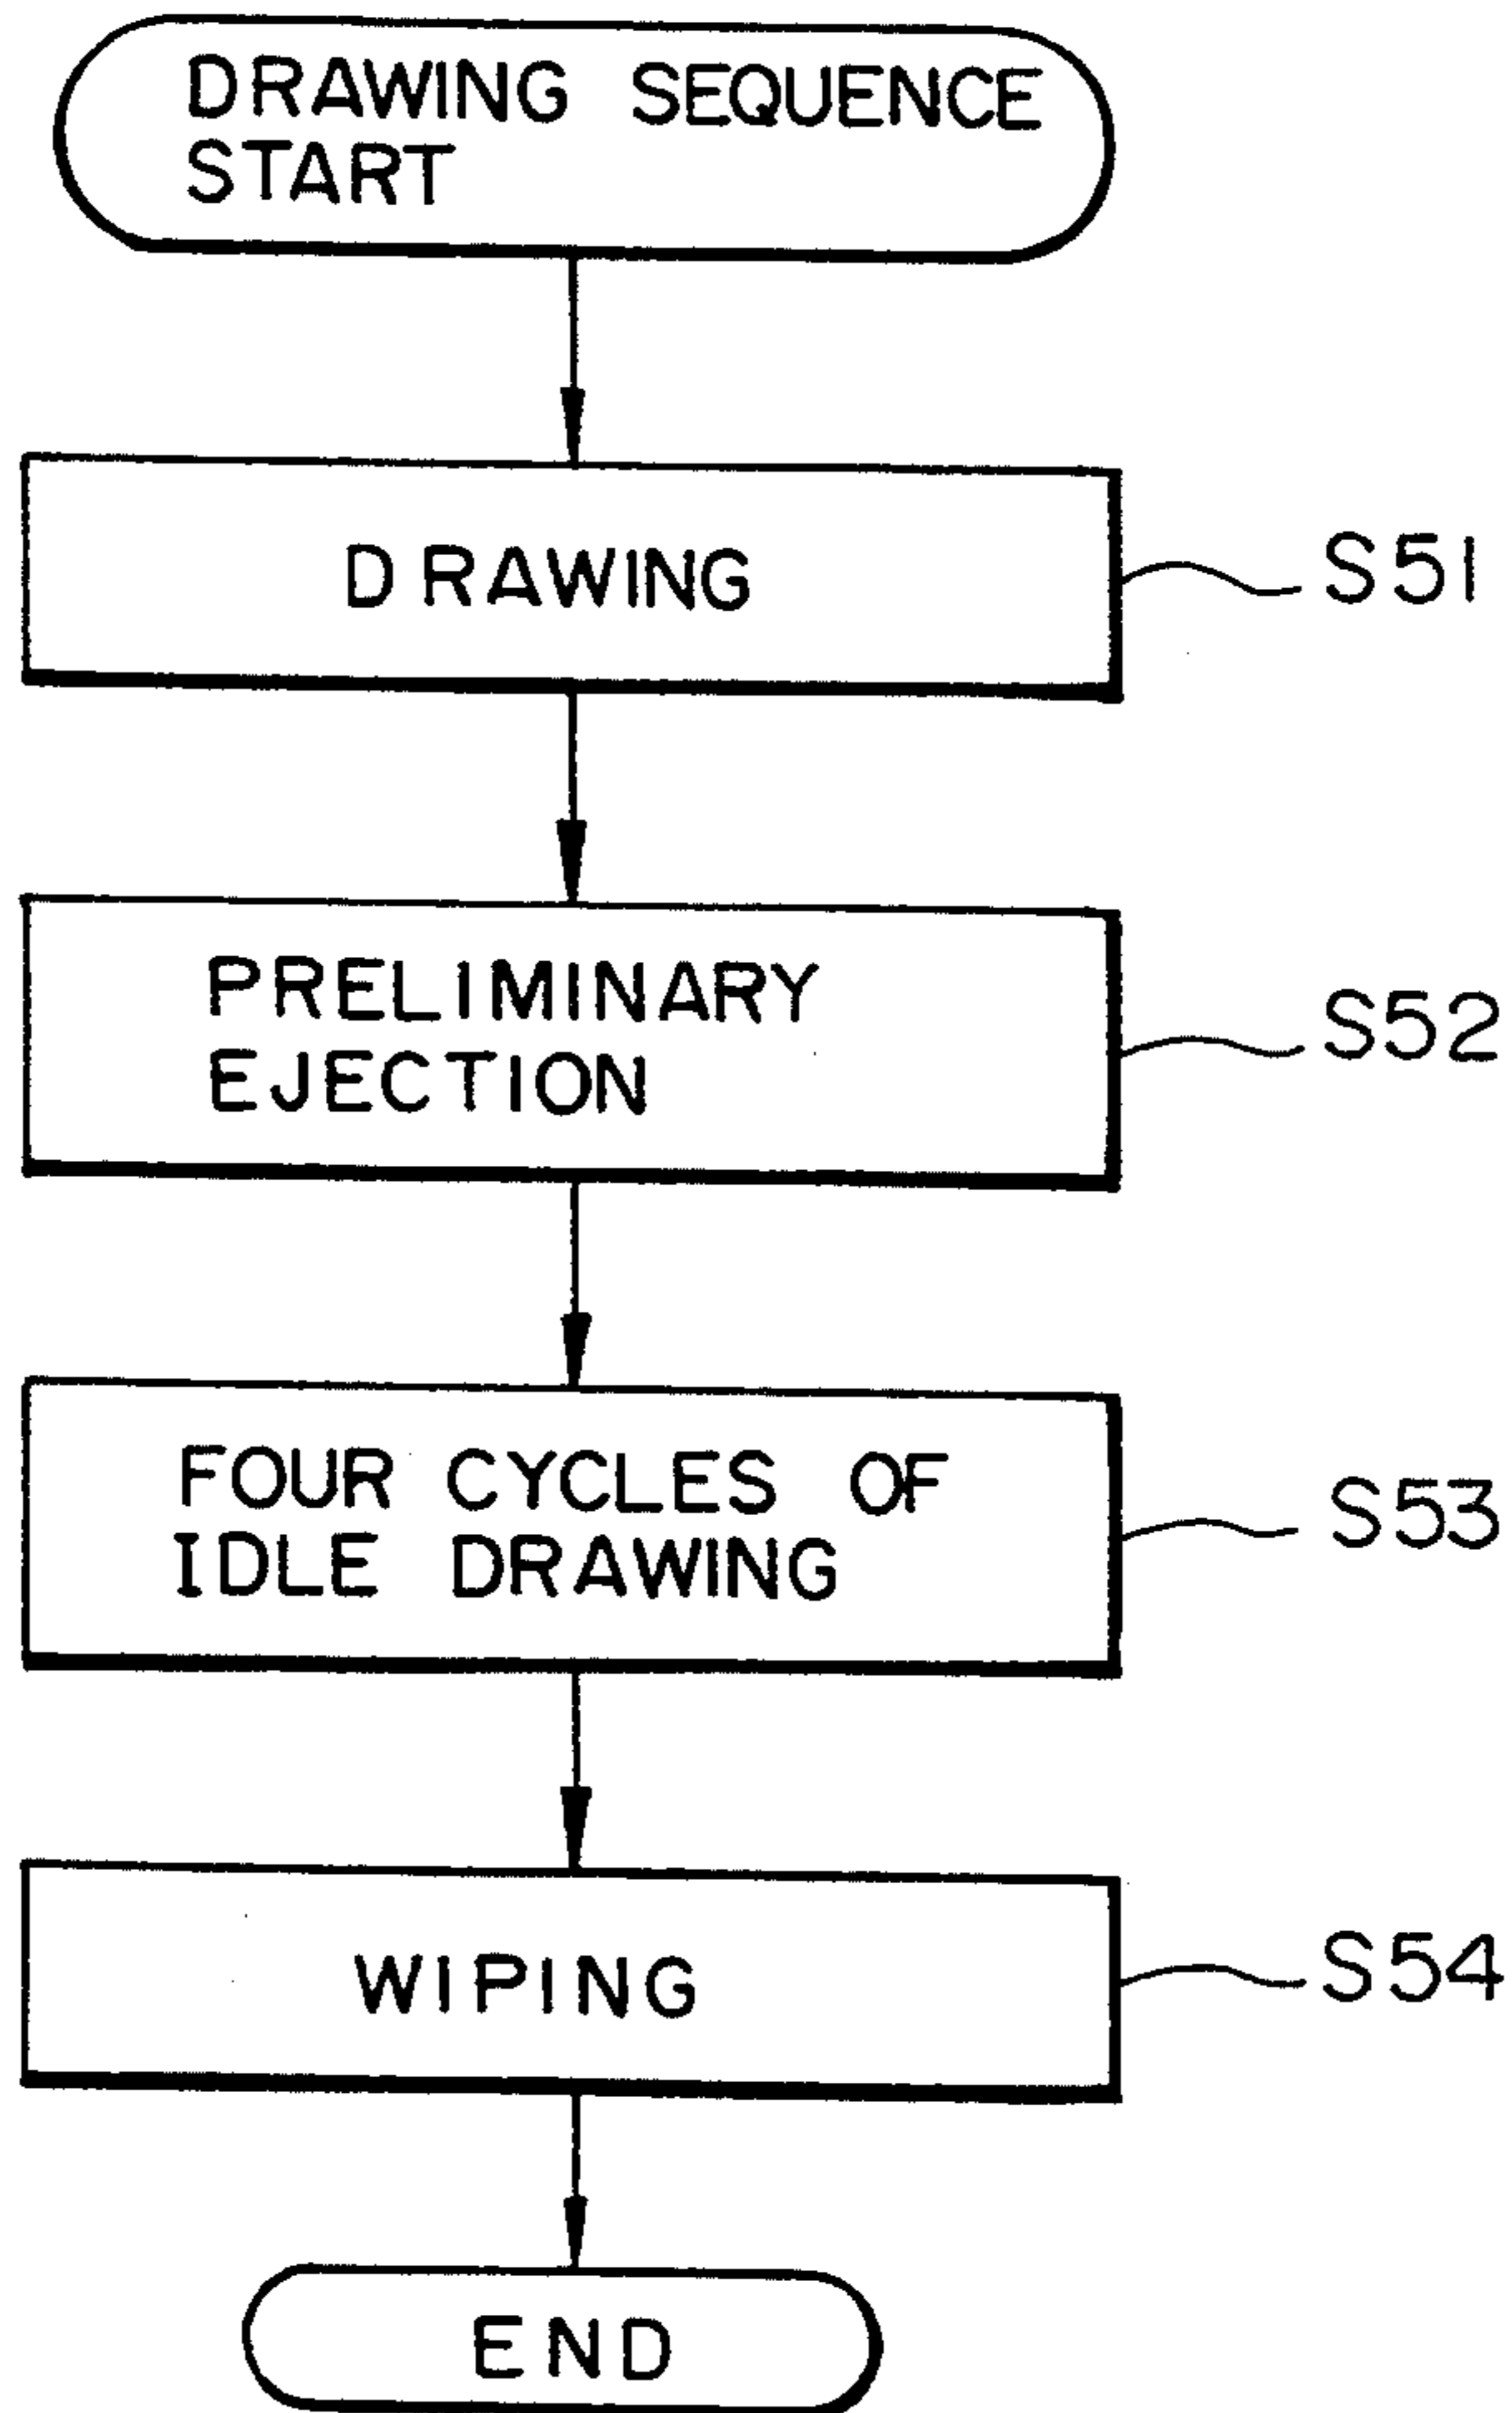 DRAWING SEQUENCE
START
DRAWING
S51
PRELIMINARY
EJECTION
S52
FOUR CYCLES OF
IDLE DRAWING
S53
WIPING
S54
END